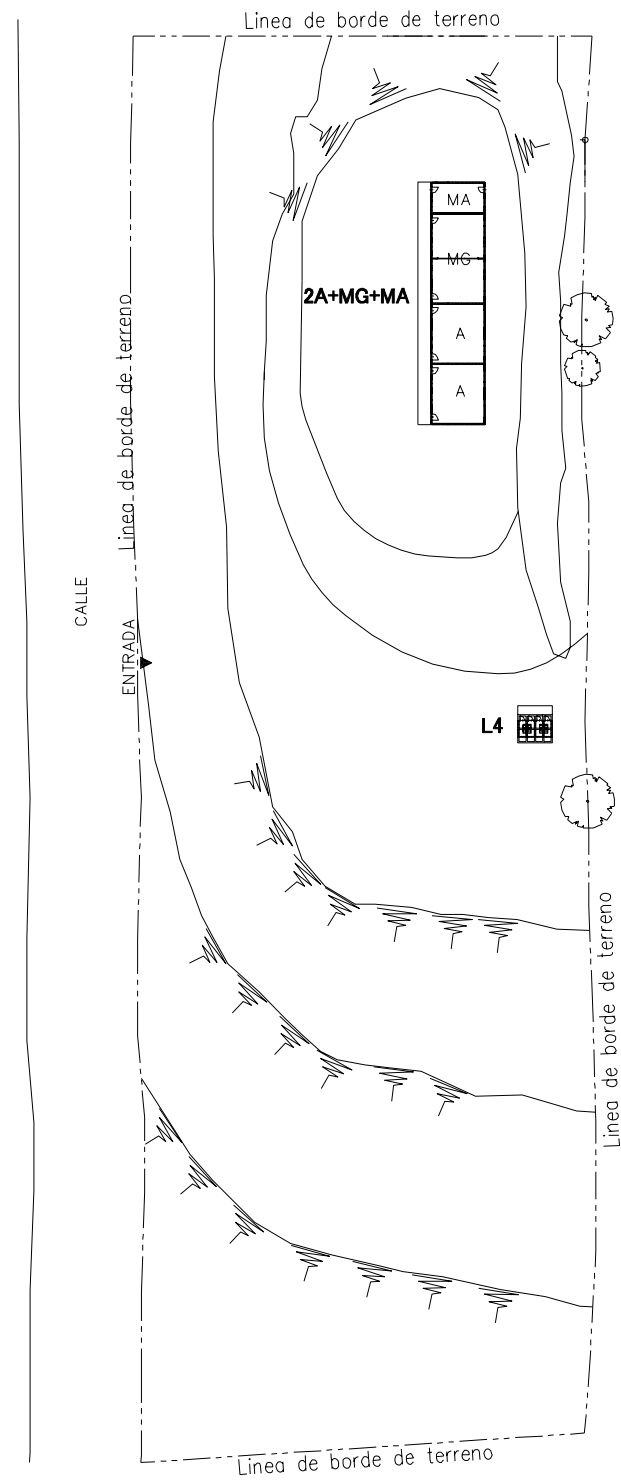 Linea de borde de terreno
MA
MG
2A+MG+MA
A
A
Linea de borde de terreno
CALLE
ENTRADA
L4
Linea de borde de terreno
Linea de borde de terreno